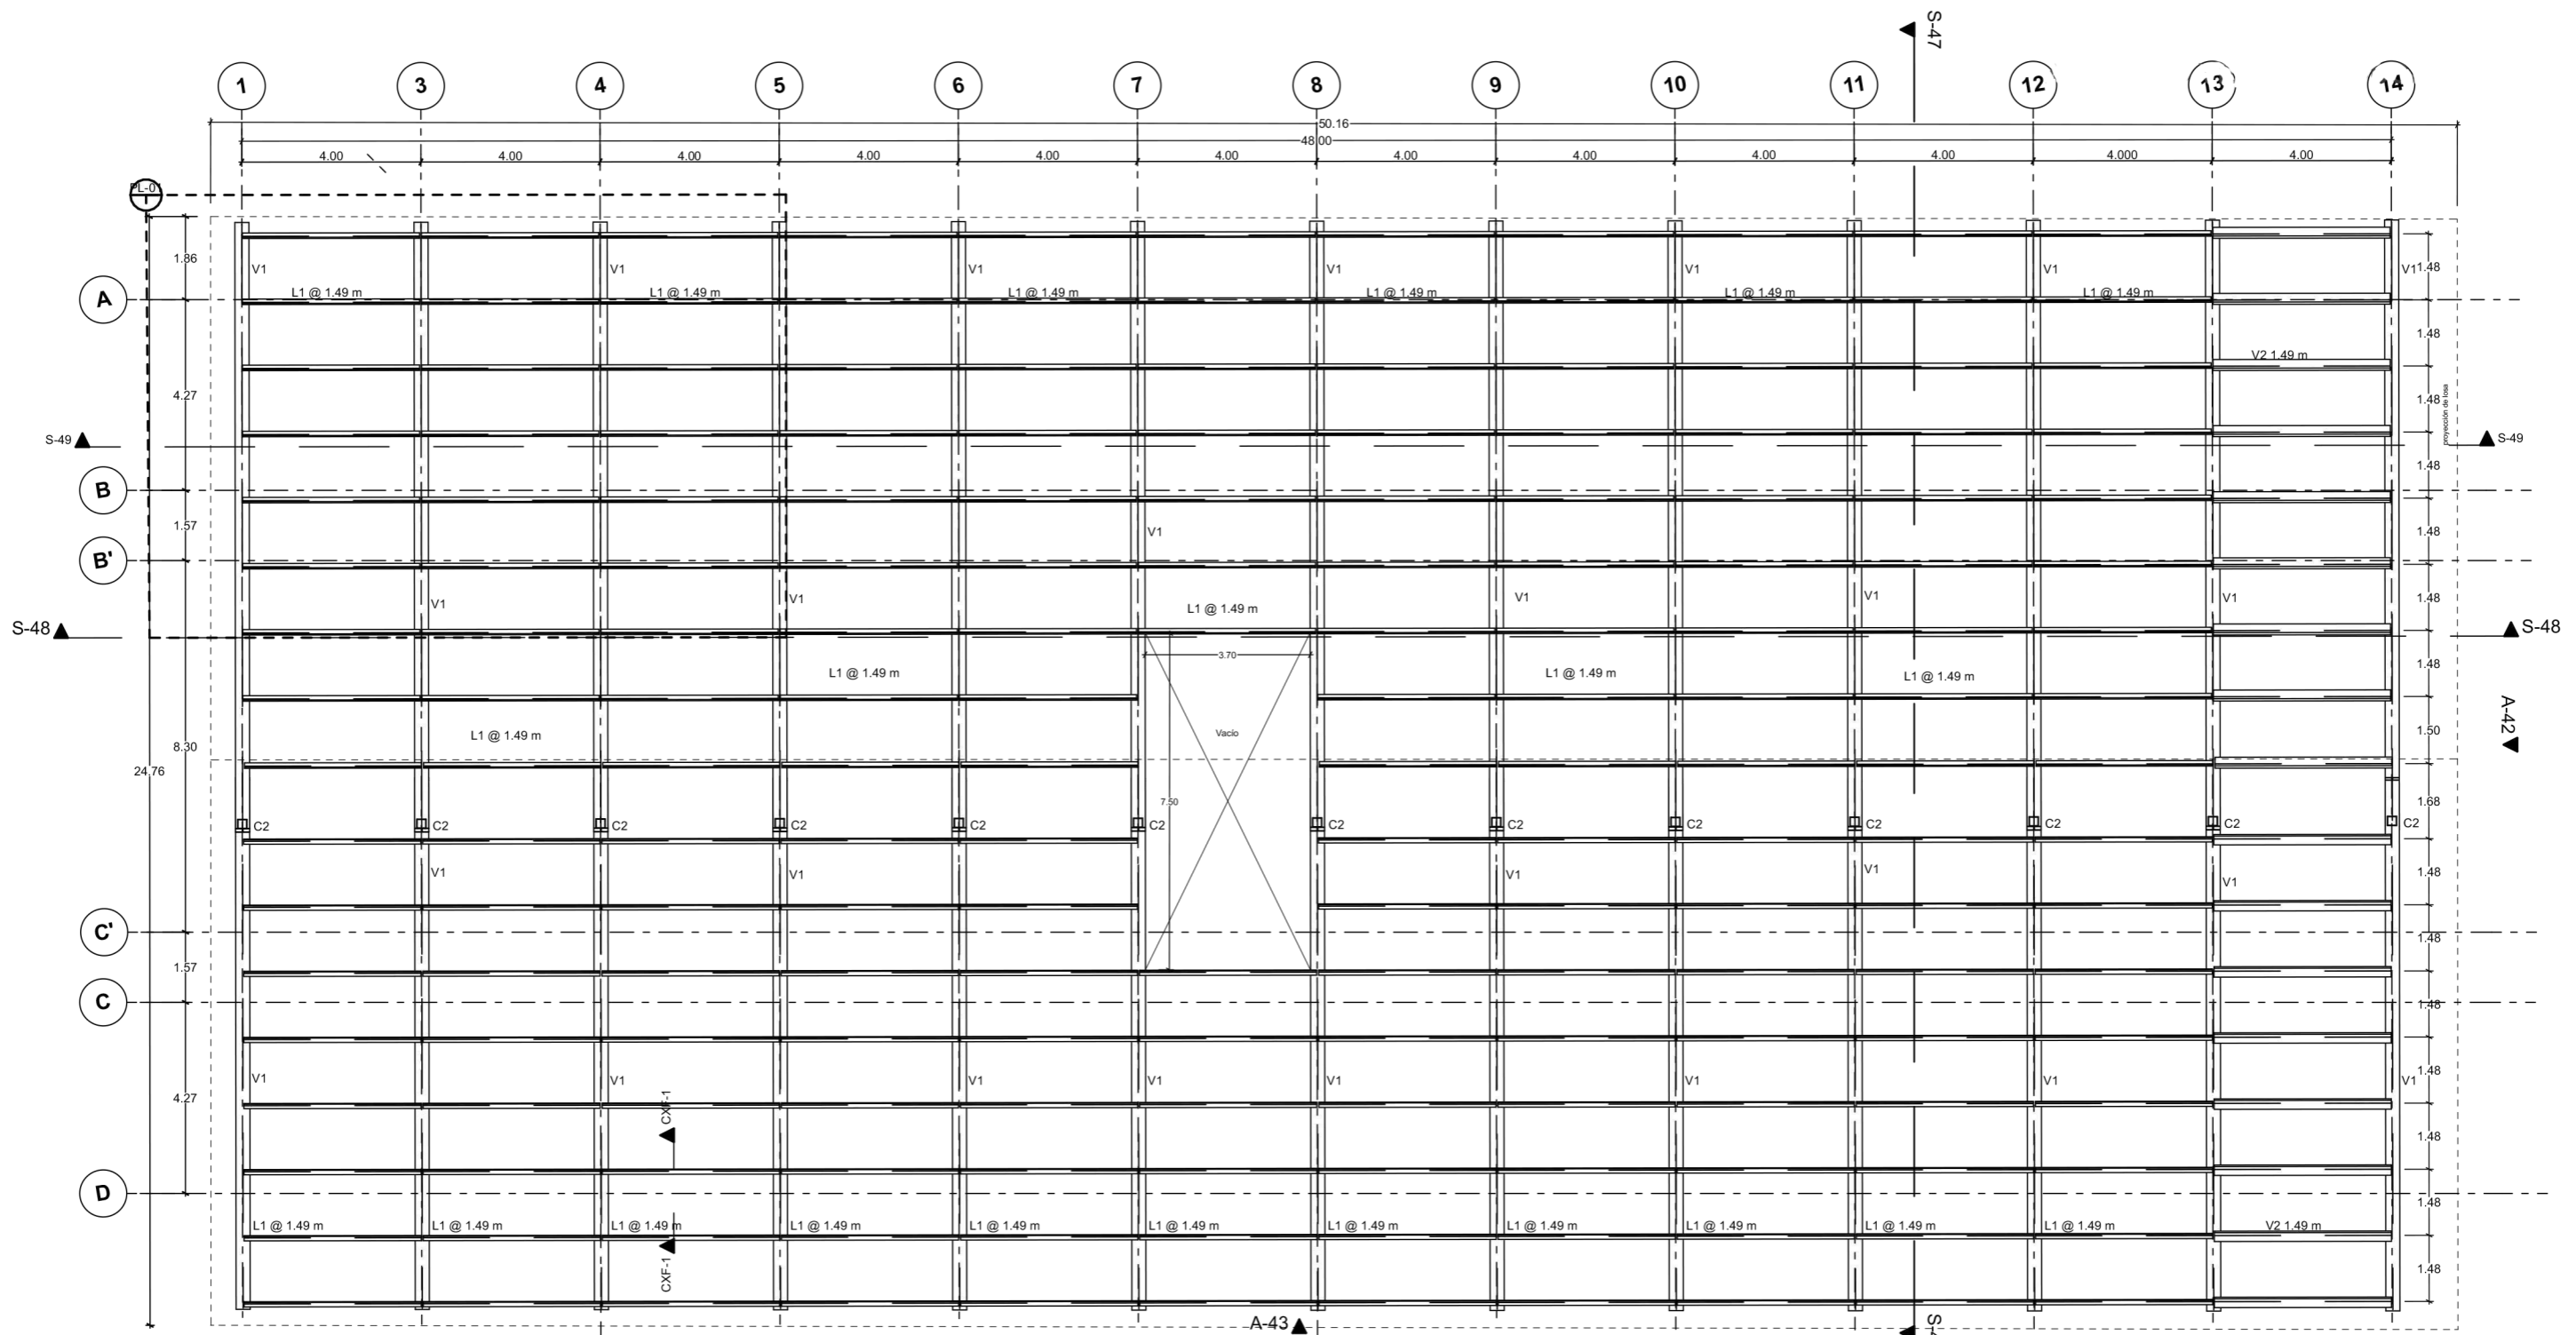 S-47
1 3 4 5 6 7 8 9 10 11 12 13 14
50.16
48.00
4.00 4.00 4.00 4.00 4.00 4.00 4.00 4.00 4.00 4.00 4.000 4.00
1.86
V1 V1 V1 V1 V1 V1 V1 1.48
A
L1 @ 1.49 m L1 @ 1.49 m L1 @ 1.49 m L1 @ 1.49 m L1 @ 1.49 m L1 @ 1.49 m
1.48
V2 1.49 m
4.27
1.48
proyección de losa
S-49 S-49
1.48
B
1.57 V1 1.48
B'
V1 V1 V1 V1 V1 1.48
L1 @ 1.49 m
S-48 S-48
3.70
1.48
L1 @ 1.49 m L1 @ 1.49 m L1 @ 1.49 m
A-42
L1 @ 1.49 m Vacío 1.50
8.30
24.76
7.50 1.68
C2 C2 C2 C2 C2 C2 C2 C2 C2 C2 C2 C2 C2
V1 V1 V1 V1 V1 1.48
C'
1.48
1.57
C
1.48
V1 V1 V1 V1 V1 V1 V1 V1 1.48
4.27
CXF-1
1.48
D
1.48
L1 @ 1.49 m L1 @ 1.49 m L1 @ 1.49 m L1 @ 1.49 m L1 @ 1.49 m L1 @ 1.49 m L1 @ 1.49 m L1 @ 1.49 m L1 @ 1.49 m L1 @ 1.49 m L1 @ 1.49 m V2 1.49 m
CXF-1
1.48
A-43